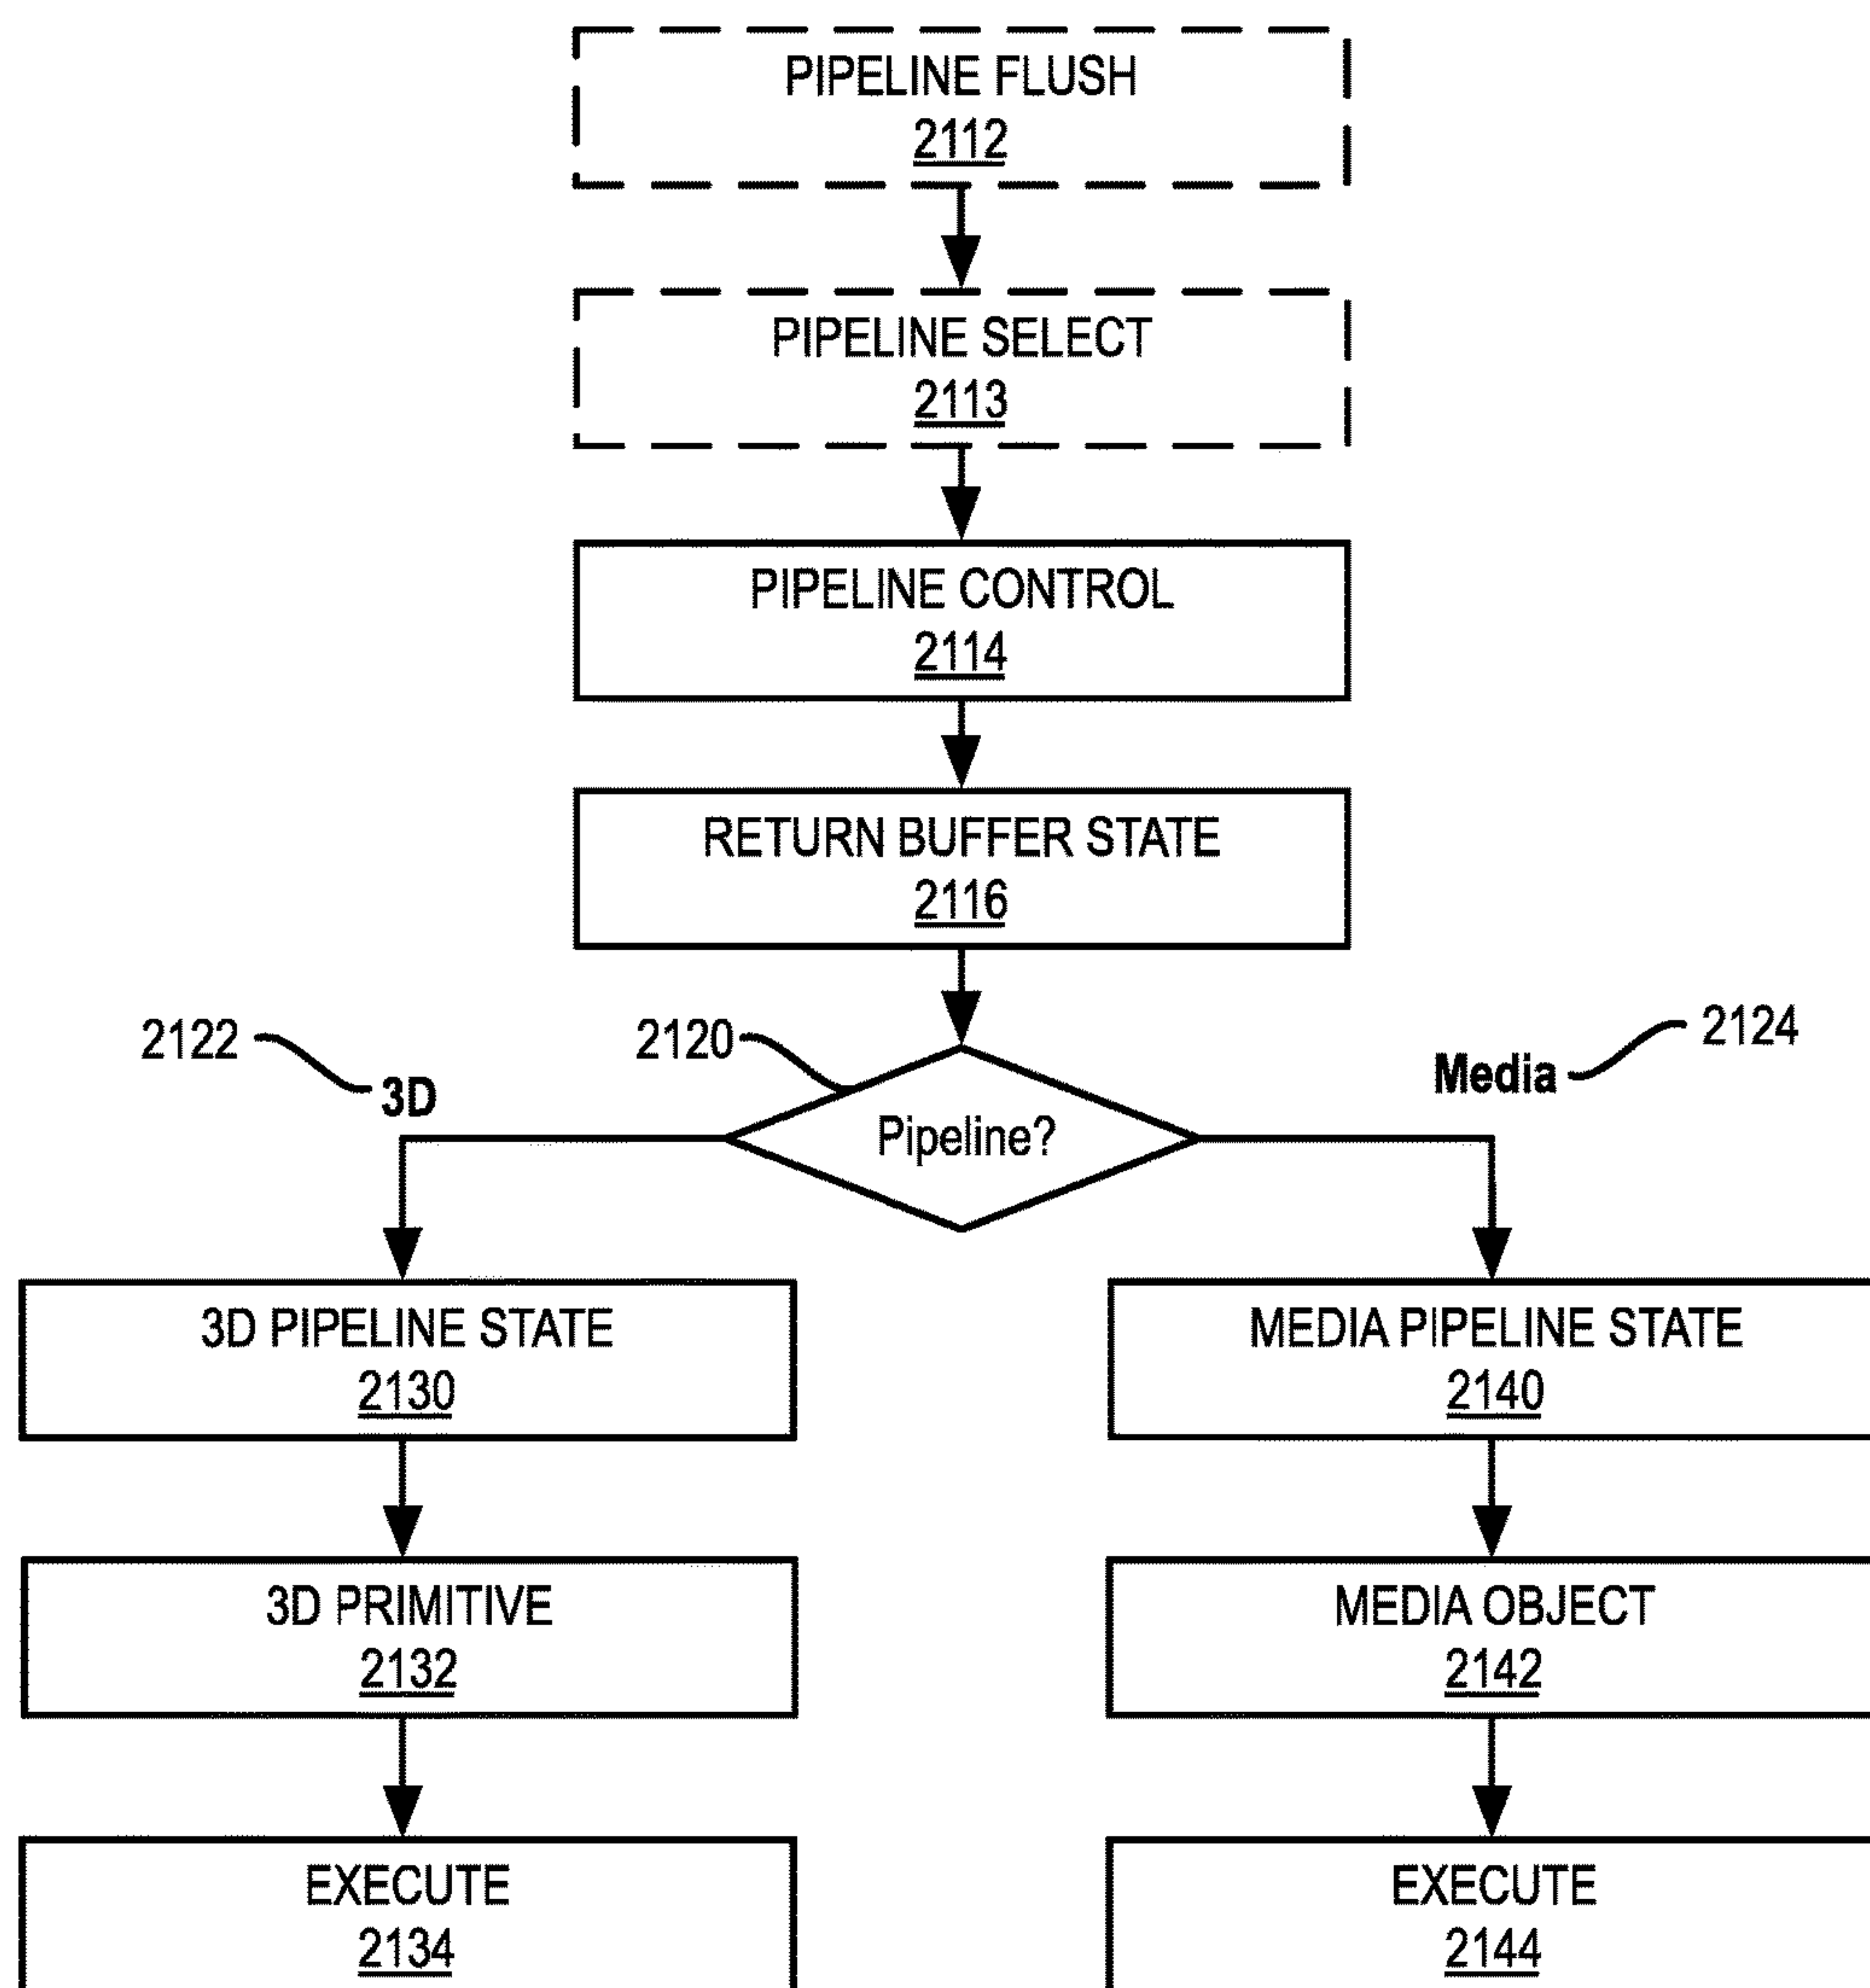 PIPELINE FLUSH
2112
PIPELINE SELECT
2113
PIPELINE CONTROL
2114
RETURN BUFFER STATE
2116
2122
3D
2120
Pipeline?
Media
2124
3D PIPELINE STATE
2130
MEDIA PIPELINE STATE
2140
3D PRIMITIVE
2132
MEDIA OBJECT
2142
EXECUTE
2134
EXECUTE
2144